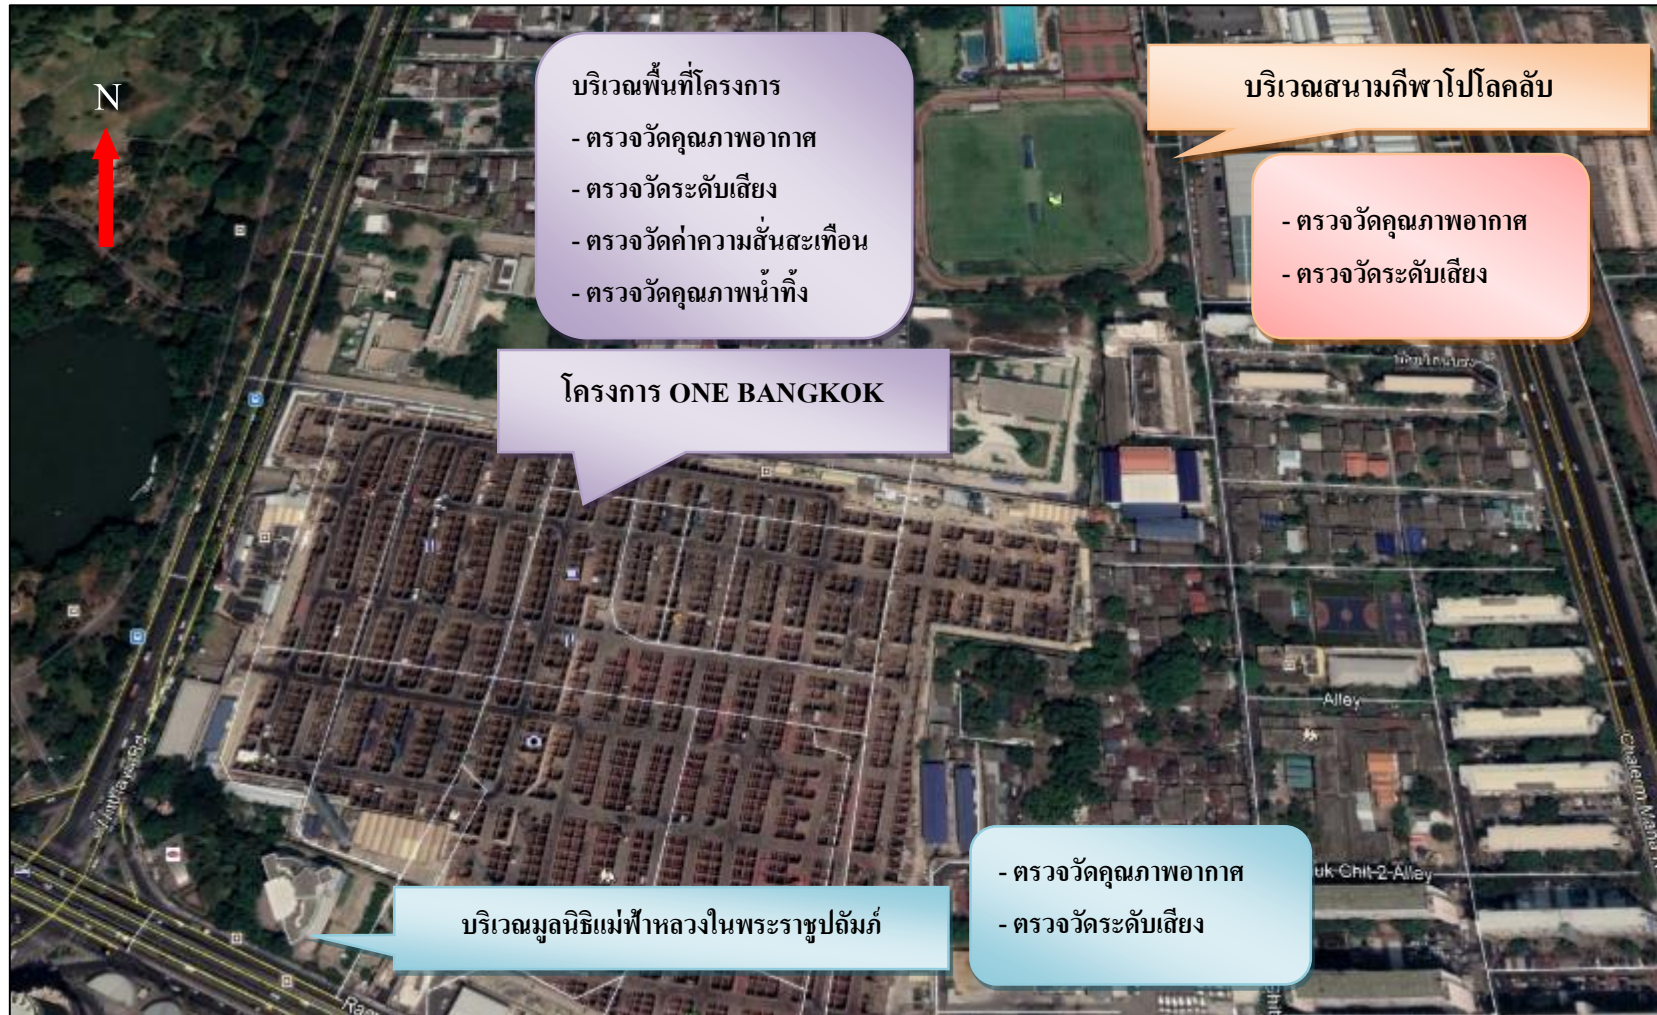 N
บริเวณพื้นที่โครงการ
- ตรวจวัดคุณภาพอากาศ
- ตรวจวัดระดับเสียง
- ตรวจวัดค่าความสั่นสะเทือน
- ตรวจวัดคุณภาพน้ำทิ้ง
บริเวณสนามกีฬาโปโลคลับ
- ตรวจวัดคุณภาพอากาศ
- ตรวจวัดระดับเสียง
โครงการ ONE BANGKOK
Alley
- ตรวจวัดคุณภาพอากาศ
- ตรวจวัดระดับเสียง
uk Chit 2 Alley
บริเวณมูลนิธิแม่ฟ้าหลวงในพระราชูปถัมภ์